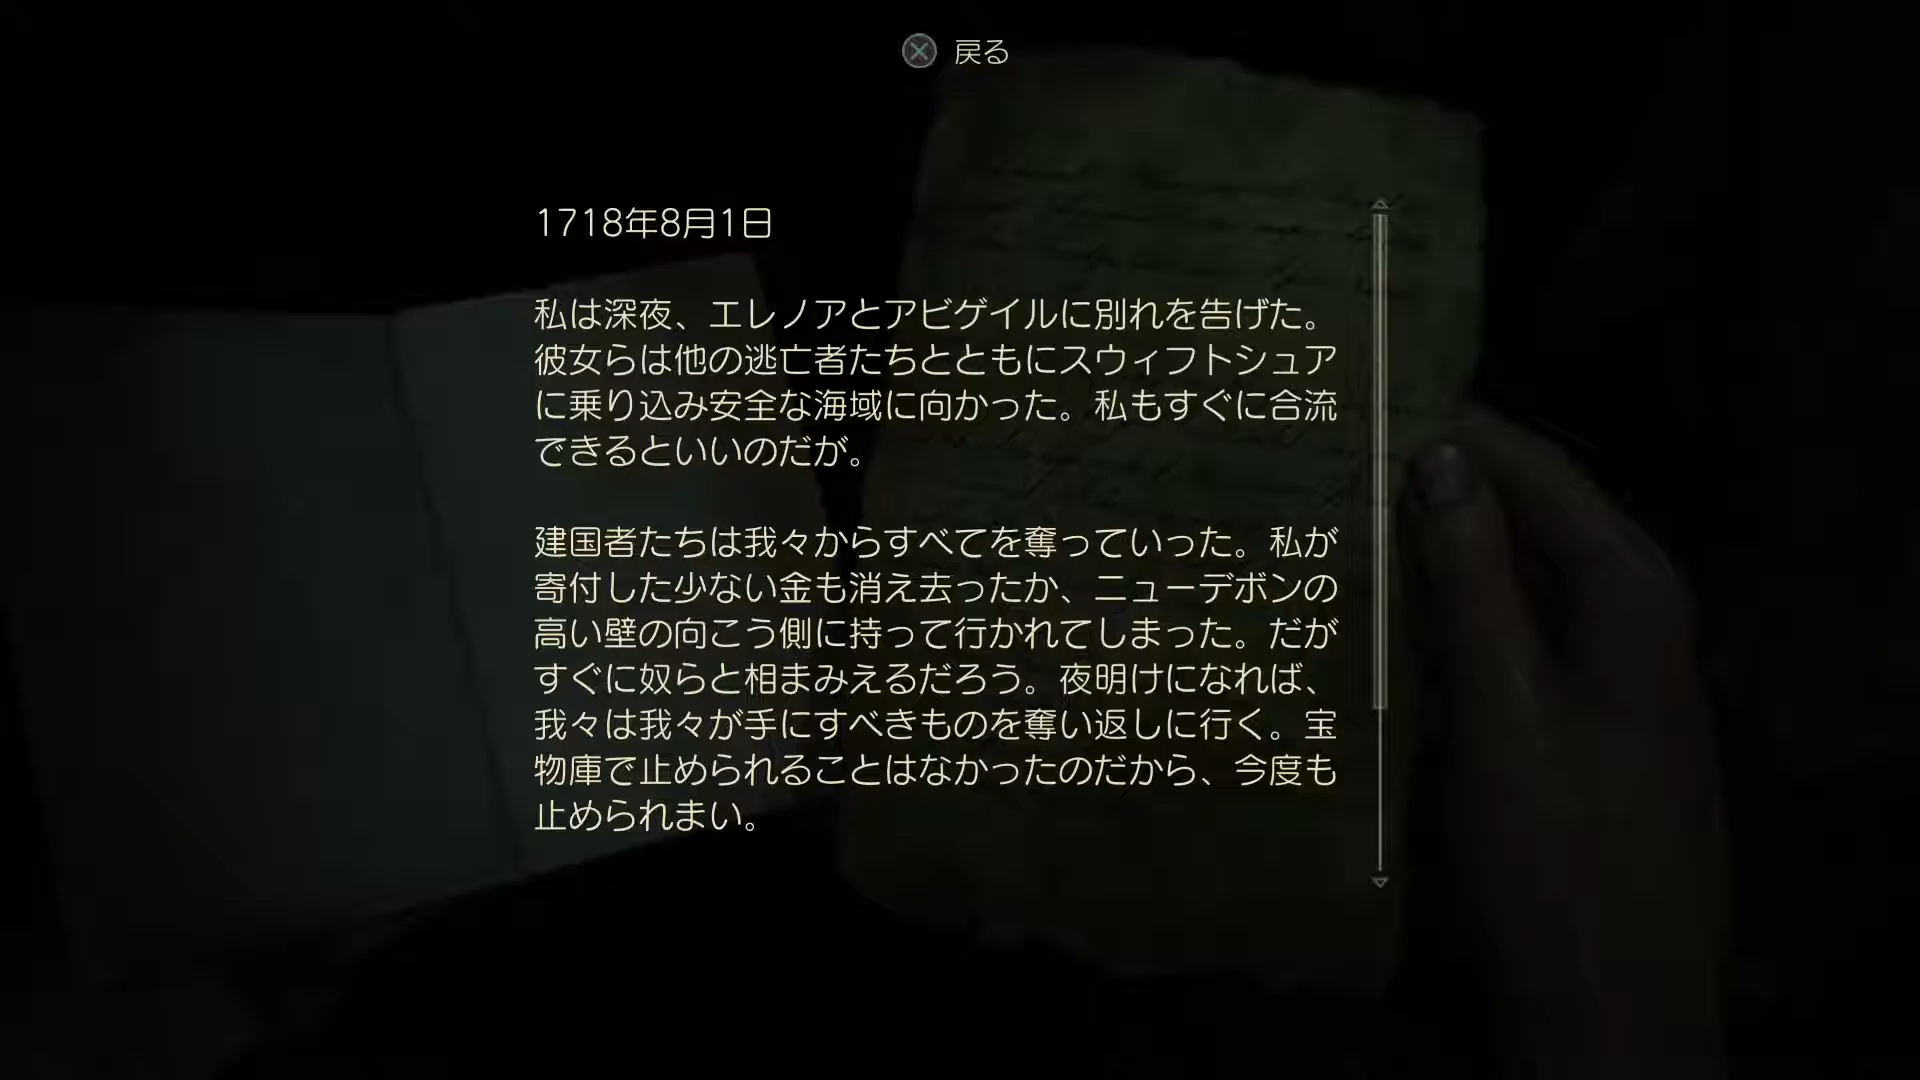 戻る
1718年8月1日
私は深夜、エレノアとアビゲイルに別れを告げた。
彼女らは他の逃亡者たちとともにスウィフトシュア
に乗り込み安全な海域に向かった。私もすぐに合流
できるといいのだが。
建国者たちは我々からすべてを奪っていった。私が
寄付した少ない金も消え去ったか、ニューデボンの
高い壁の向こう側に持って行かれてしまった。だが
すぐに奴らと相まみえるだろう。夜明けになれば、
我々は我々が手にすべきものを奪い返しに行く。宝
物庫で止められることはなかったのだから、今度も
止められまい。